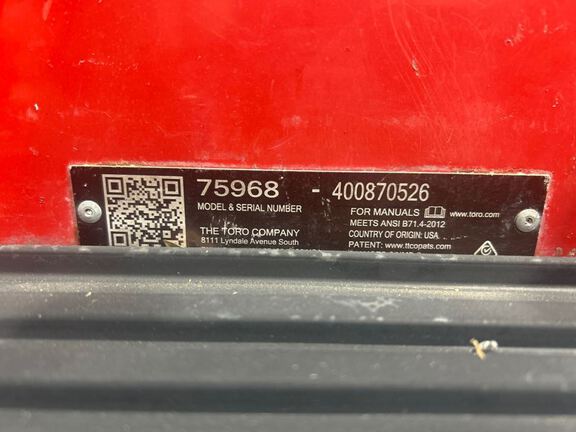 75968 - 400870526
MODEL & SERIAL NUMBER
FOR MANUALS www.toro.com
MEETS ANSI B71.4-2012
THE TORO COMPANY
COUNTRY OF ORIGIN: USA
8111 Lyndale Avenue South
PATENT: www.ttcopats.com